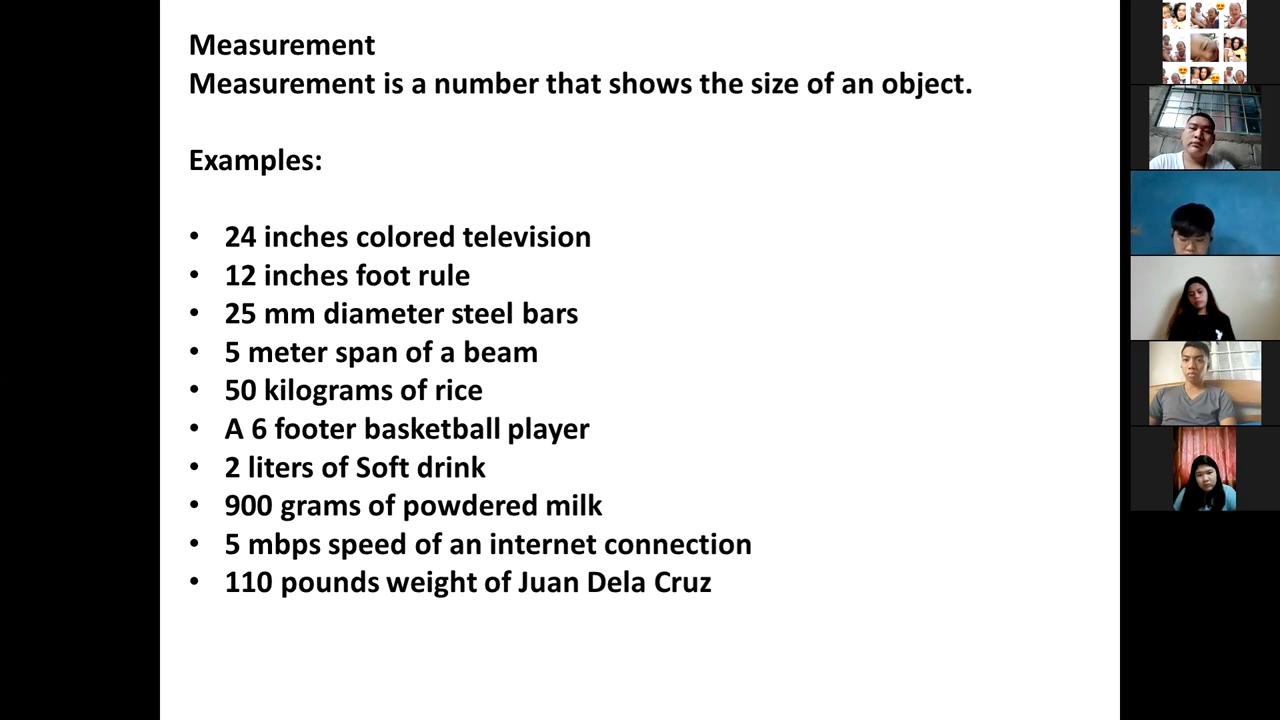 Measurement
Measurement is a number that shows the size of an object.
Examples:
• 24 inches colored television
• 12 inches foot rule
• 25 mm diameter steel bars
• 5 meter span of a beam
• 50 kilograms of rice
• A 6 footer basketball player
• 2 liters of Soft drink
• 900 grams of powdered milk
• 5 mbps speed of an internet connection
• 110 pounds weight of Juan Dela Cruz